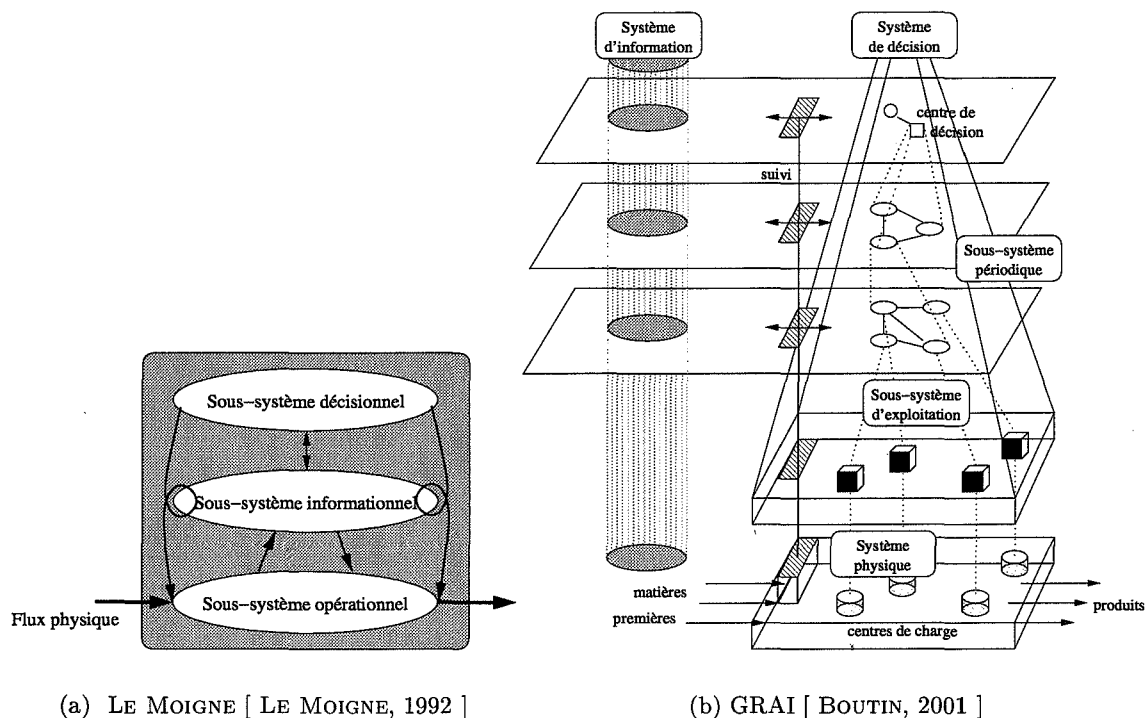 Sous-système décisionnel
Sous-système informationnel
Sous-système opérationnel
Flux physique
(a) LE MOIGNE [ LE MOIGNE, 1992 ]
Système
d'information
Système
de décision
centre de
décision
suivi
Sous-système
périodique
Sous-système
d'exploitation
Système
physique
matières
premières
produits
centres de charge
(b) GRAI [ BOUTIN, 2001 ]